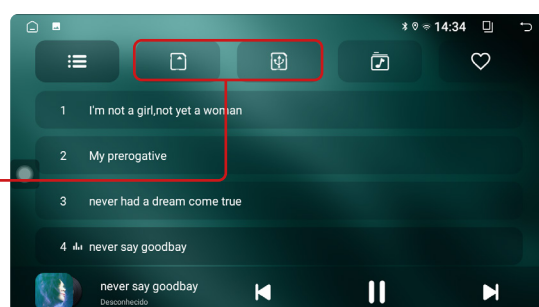 14:34
1 I'm not a girl,not yet a woman
2 My prerogative
3 never had a dream come true
4 never say goodbay
never say goodbay
Desconhecido